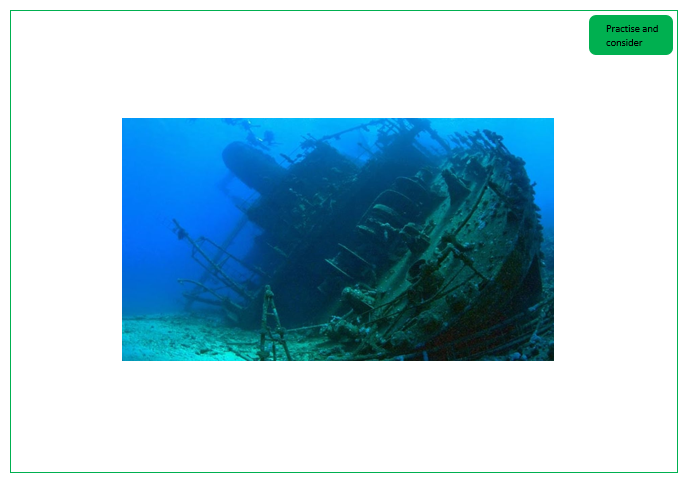 Practise and
consider